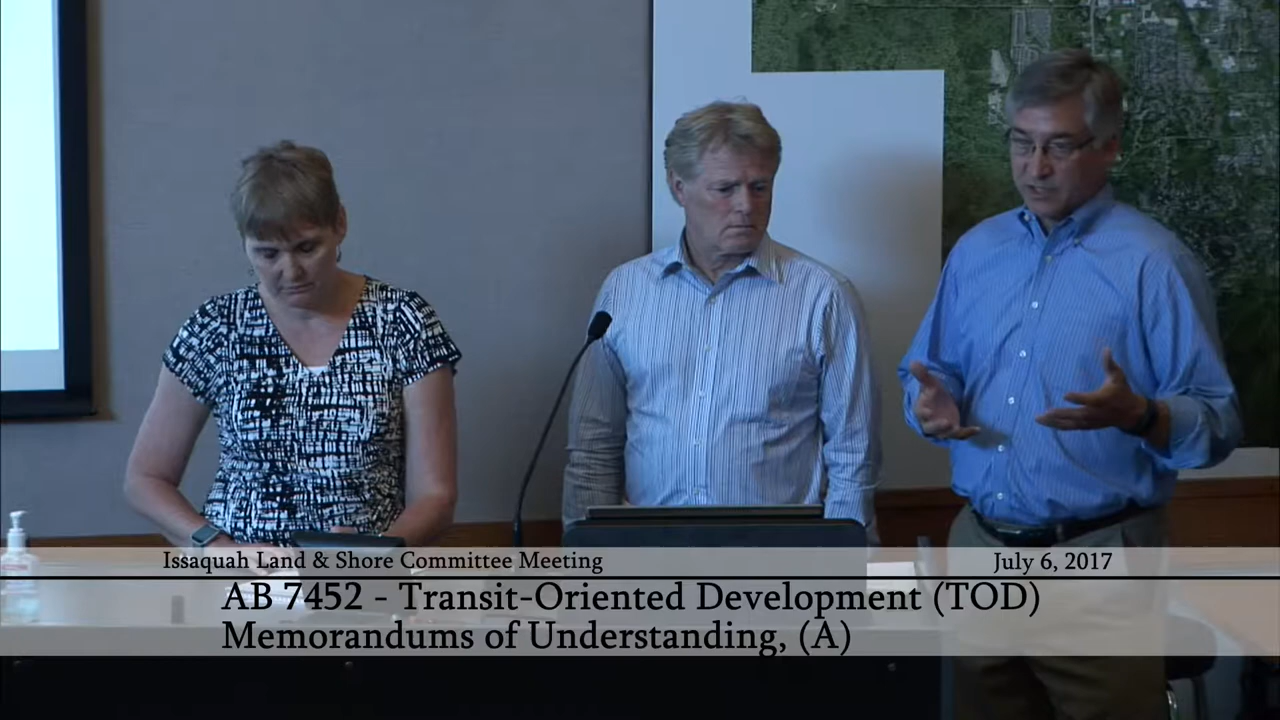 Issaquah Land & Shore Committee Meeting July 6, 2017
AB 7452 - Transit-Oriented Development (TOD)
Memorandums of Understanding, (A)